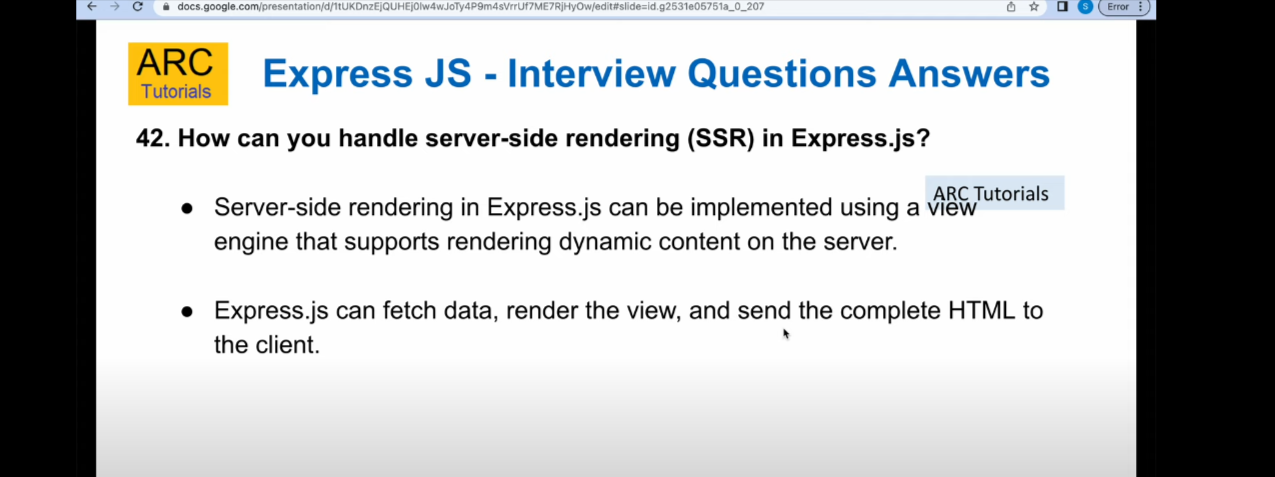 docs.google.com/presentation/d/1tUKDnzEjQUHEj0lw4wJoTy4P9m4sVrrUf7ME7RjHyOw/edit#slide=id.g2531e05751a_0_207
S
Error
ARC
Tutorials
Express JS - Interview Questions Answers
42. How can you handle server-side rendering (SSR) in Express.js?
ARC Tutorials
● Server-side rendering in Express.js can be implemented using a view
engine that supports rendering dynamic content on the server.
● Express.js can fetch data, render the view, and send the complete HTML to
the client.